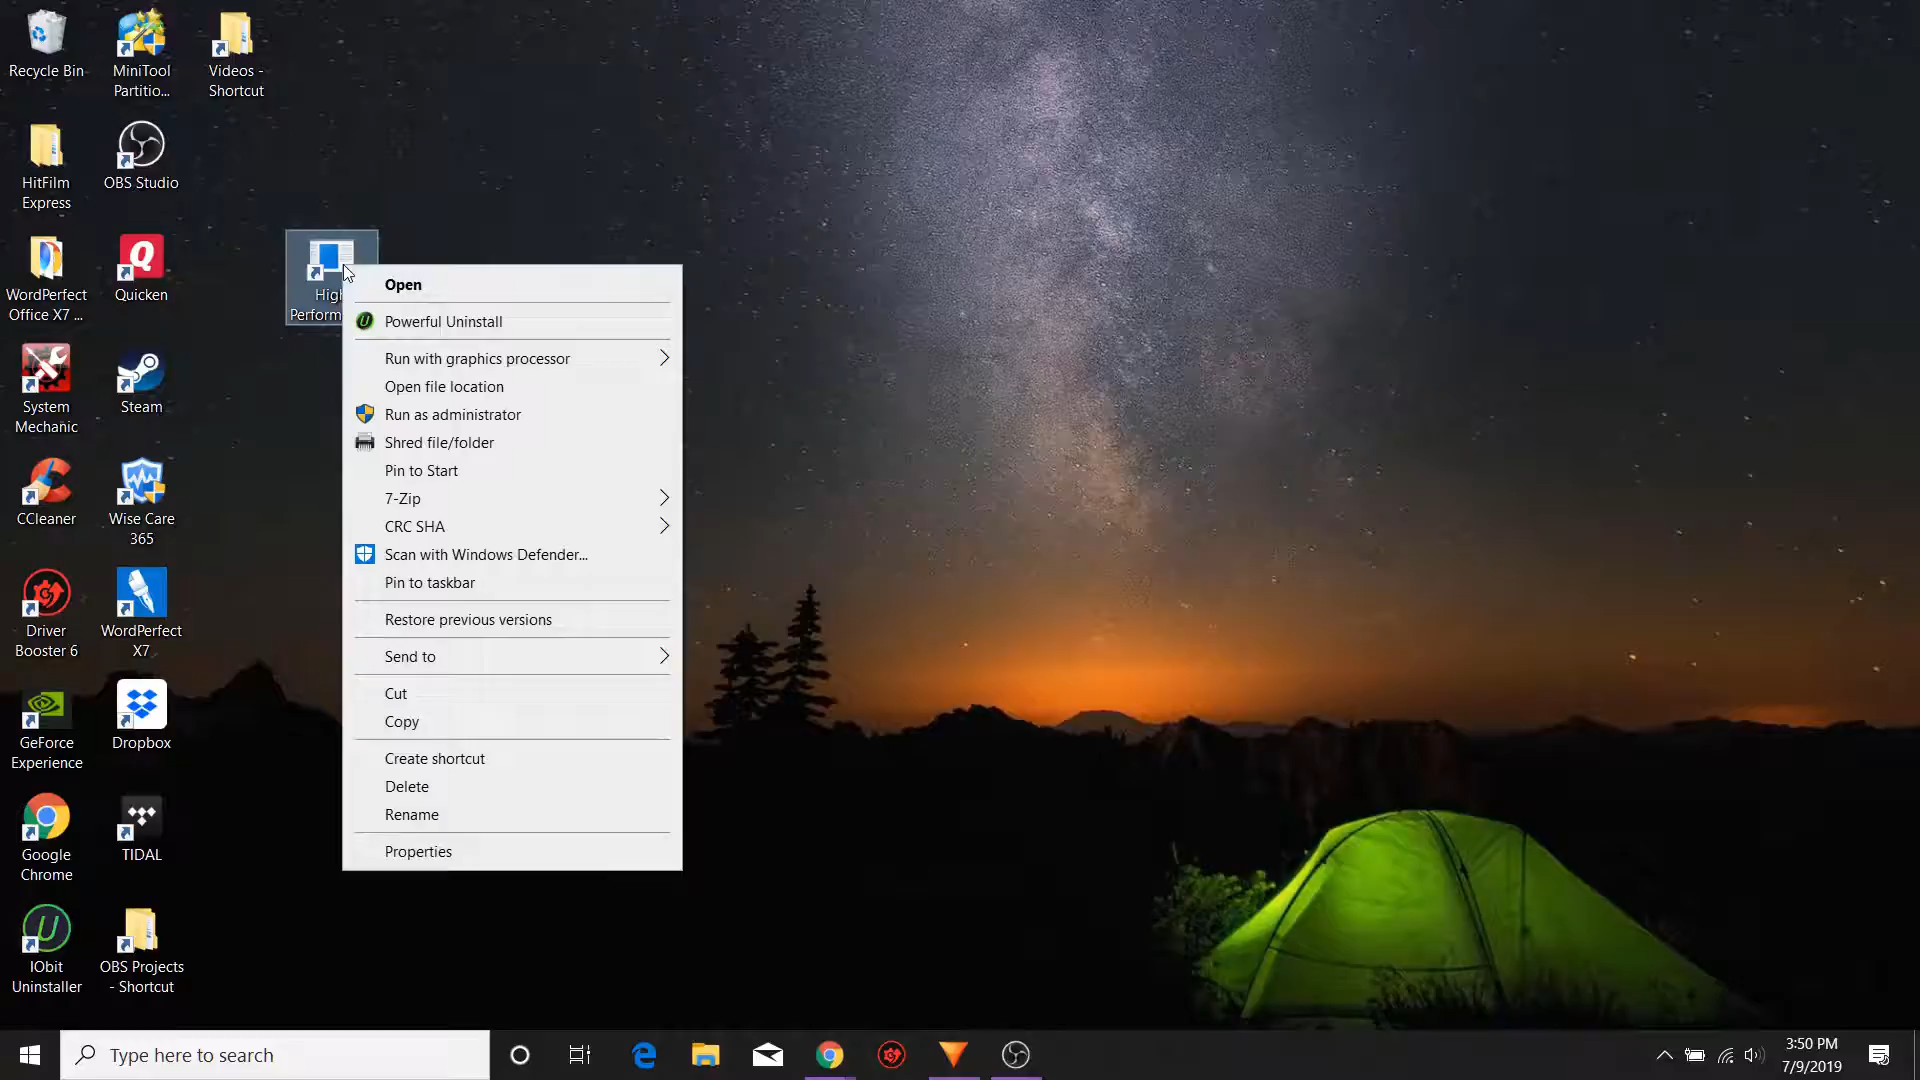 Recycle Bin
MiniTool
Partitio...
Videos -
Shortcut
HitFilm
Express
OBS Studio
WordPerfect
Office X7 ...
Quicken
High
Perform
System
Mechanic
Steam
CCleaner
Wise Care
365
Driver
Booster 6
WordPerfect
X7
GeForce
Experience
Dropbox
Google
Chrome
TIDAL
IObit
Uninstaller
OBS Projects
- Shortcut
Open
Powerful Uninstall
Run with graphics processor
Open file location
Run as administrator
Shred file/folder
Pin to Start
7-Zip
CRC SHA
Scan with Windows Defender...
Pin to taskbar
Restore previous versions
Send to
Cut
Copy
Create shortcut
Delete
Rename
Properties
Type here to search
3:50 PM
7/9/2019